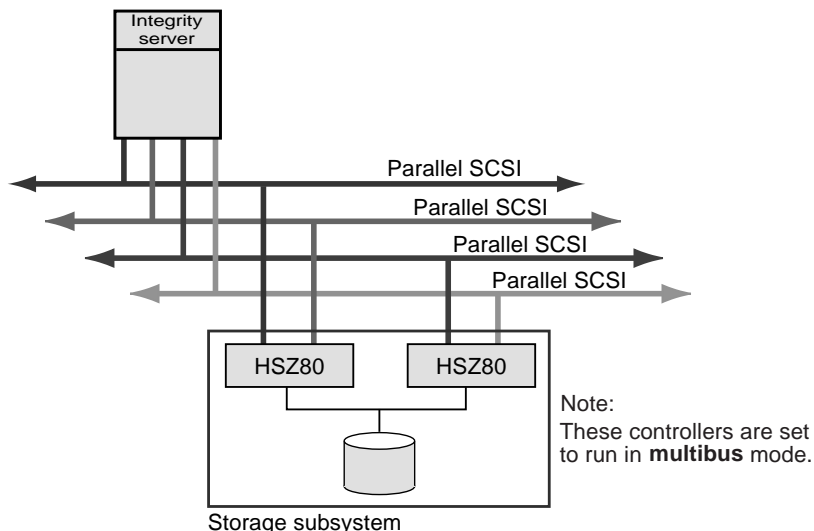 Integrity
server
Parallel SCSI
Parallel SCSI
Parallel SCSI
Parallel SCSI
HSZ80
HSZ80
Note:
These controllers are set
to run in multibus mode.
Storage subsystem